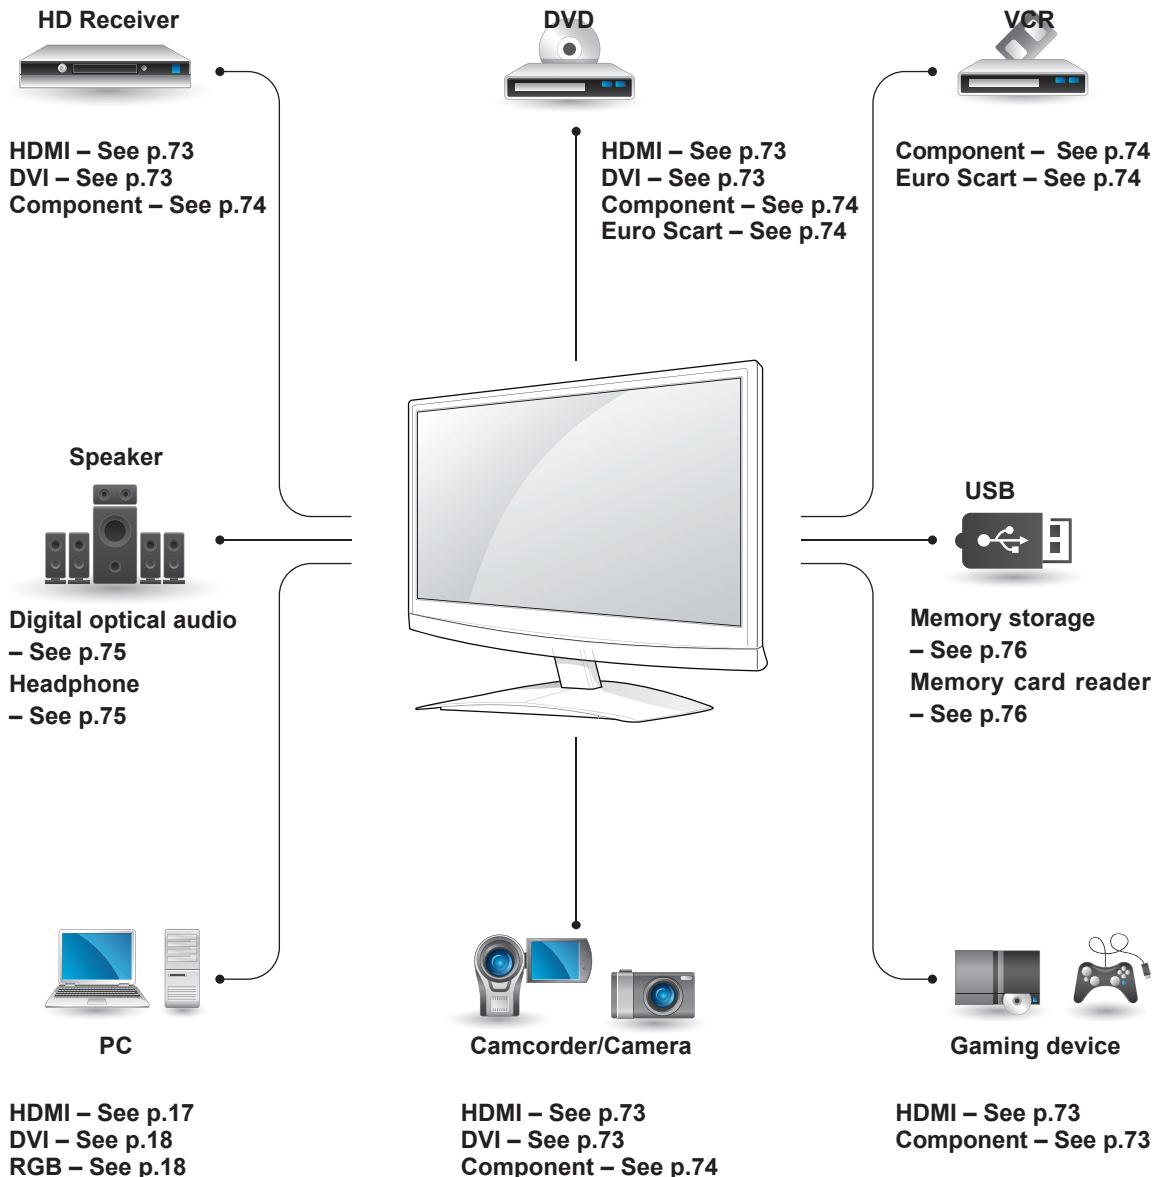 HD Receiver
HDMI – See p.73
DVI – See p.73
Component – See p.74
DVD
HDMI – See p.73
DVI – See p.73
Component – See p.74
Euro Scart – See p.74
VCR
Component – See p.74
Euro Scart – See p.74
Speaker
Digital optical audio
– See p.75
Headphone
– See p.75
USB
Memory storage
– See p.76
Memory card reader
– See p.76
PC
HDMI – See p.17
DVI – See p.18
RGB – See p.18
Camcorder/Camera
HDMI – See p.73
DVI – See p.73
Component – See p.74
Gaming device
HDMI – See p.73
Component – See p.73